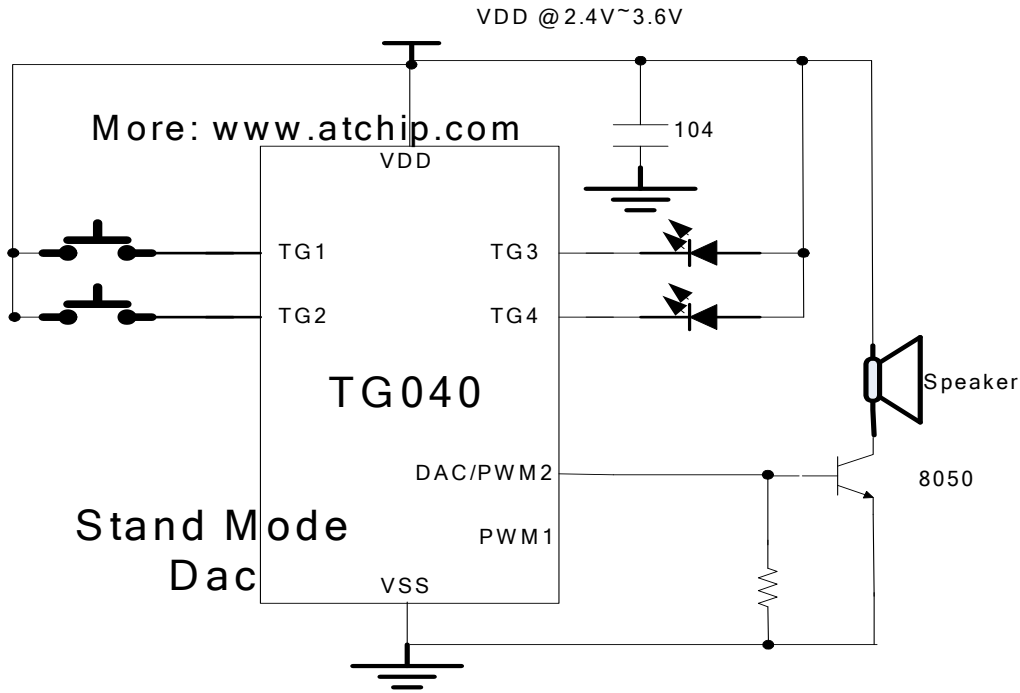 VDD @2.4V~3.6V
More: www.atchip.com
104
VDD
TG1
TG3
TG2
TG4
TG040
Speaker
DAC/PWM2
8050
Stand Mode
PWM1
Dac
VSS